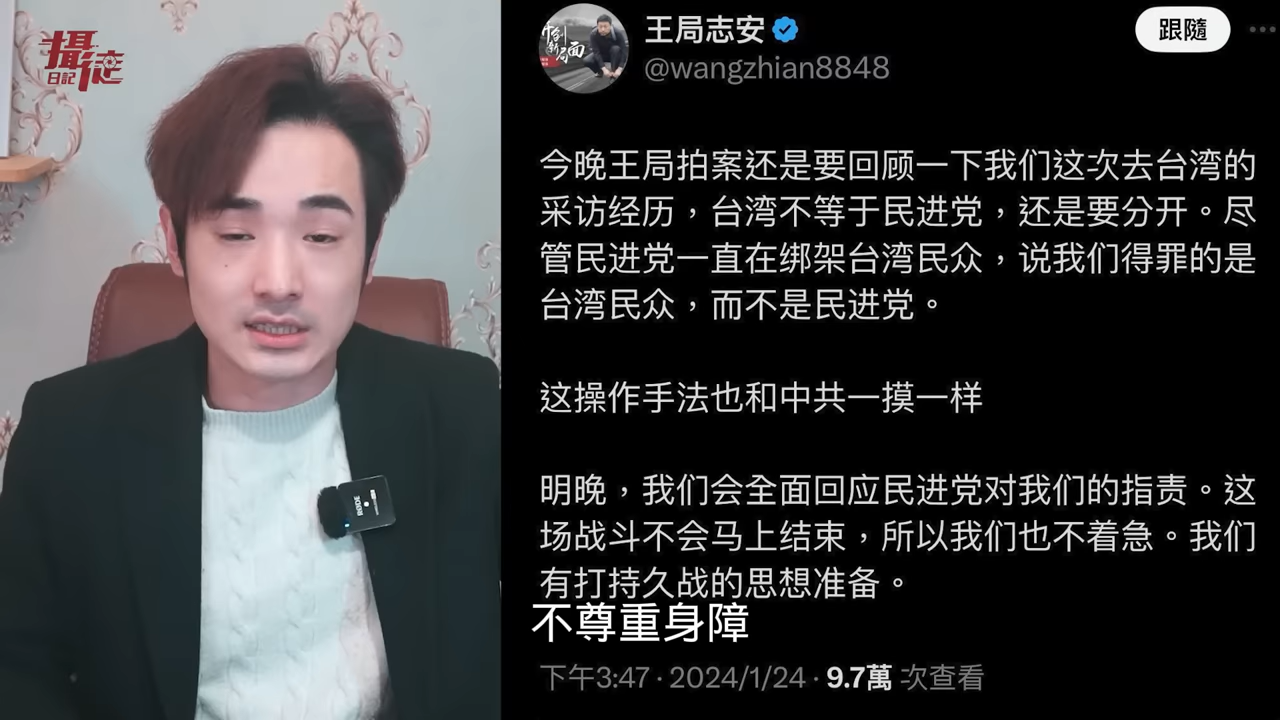 攝徒
日記
RØDE
王局志安
@wangzhian8848
跟隨
今晚王局拍案还是要回顾一下我们这次去台湾的
采访经历，台湾不等于民进党，还是要分开。尽
管民进党一直在绑架台湾民众，说我们得罪的是
台湾民众，而不是民进党。
这操作手法也和中共一摸一样
明晚，我们会全面回应民进党对我们的指责。这
场战斗不会马上结束，所以我们也不着急。我们
有打持久战的思想准备。
不尊重身障
下午3:47 · 2024/1/24 · 9.7萬 次查看